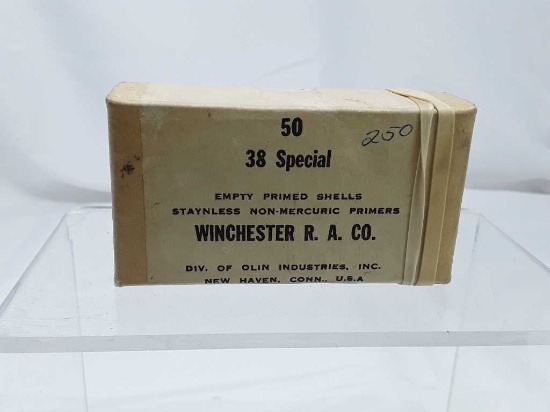 50
250
38 Special
EMPTY PRIMED SHELLS
STAYNLESS NON-MERCURIC PRIMERS
WINCHESTER R. A. CO.
DIV. OF OLIN INDUSTRIES, INC.
NEW HAVEN, CONN., U.S.A